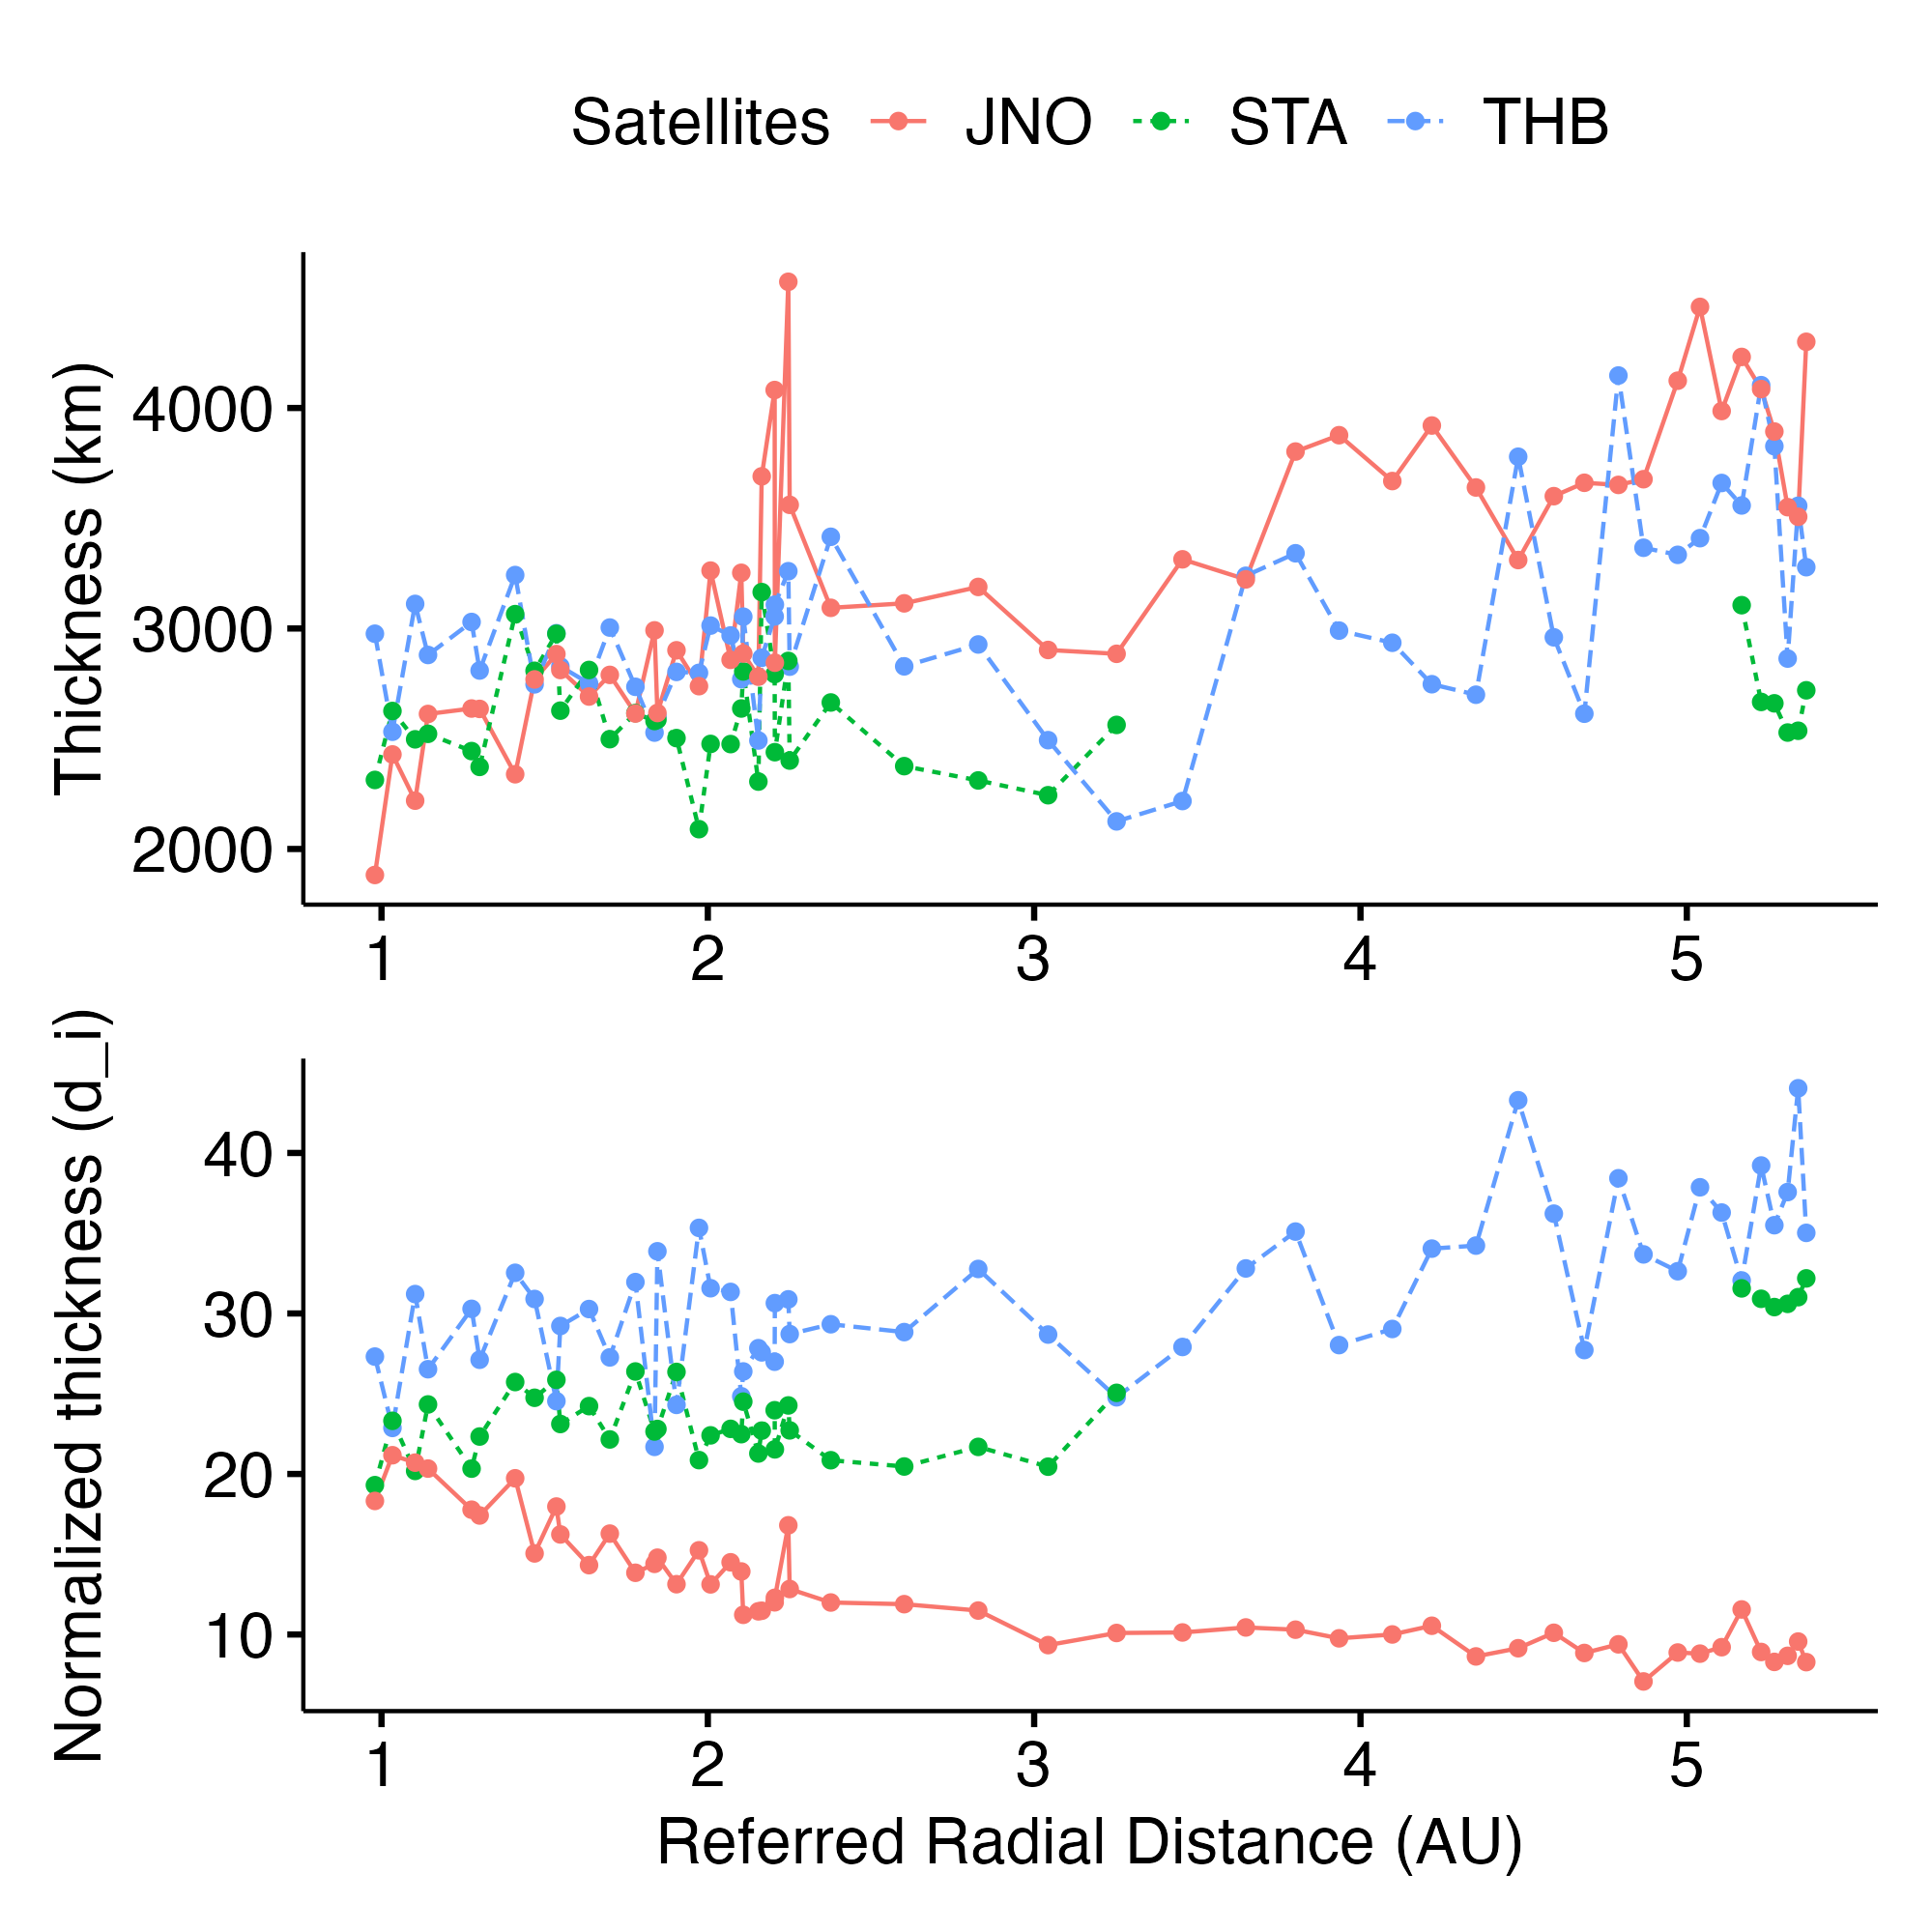 Satellites JNO STA THB
Thickness (km)
4000
3000
2000
1 2 3 4 5
Normalized thickness (d_i)
40
30
20
10
1 2 3 4 5
Referred Radial Distance (AU)